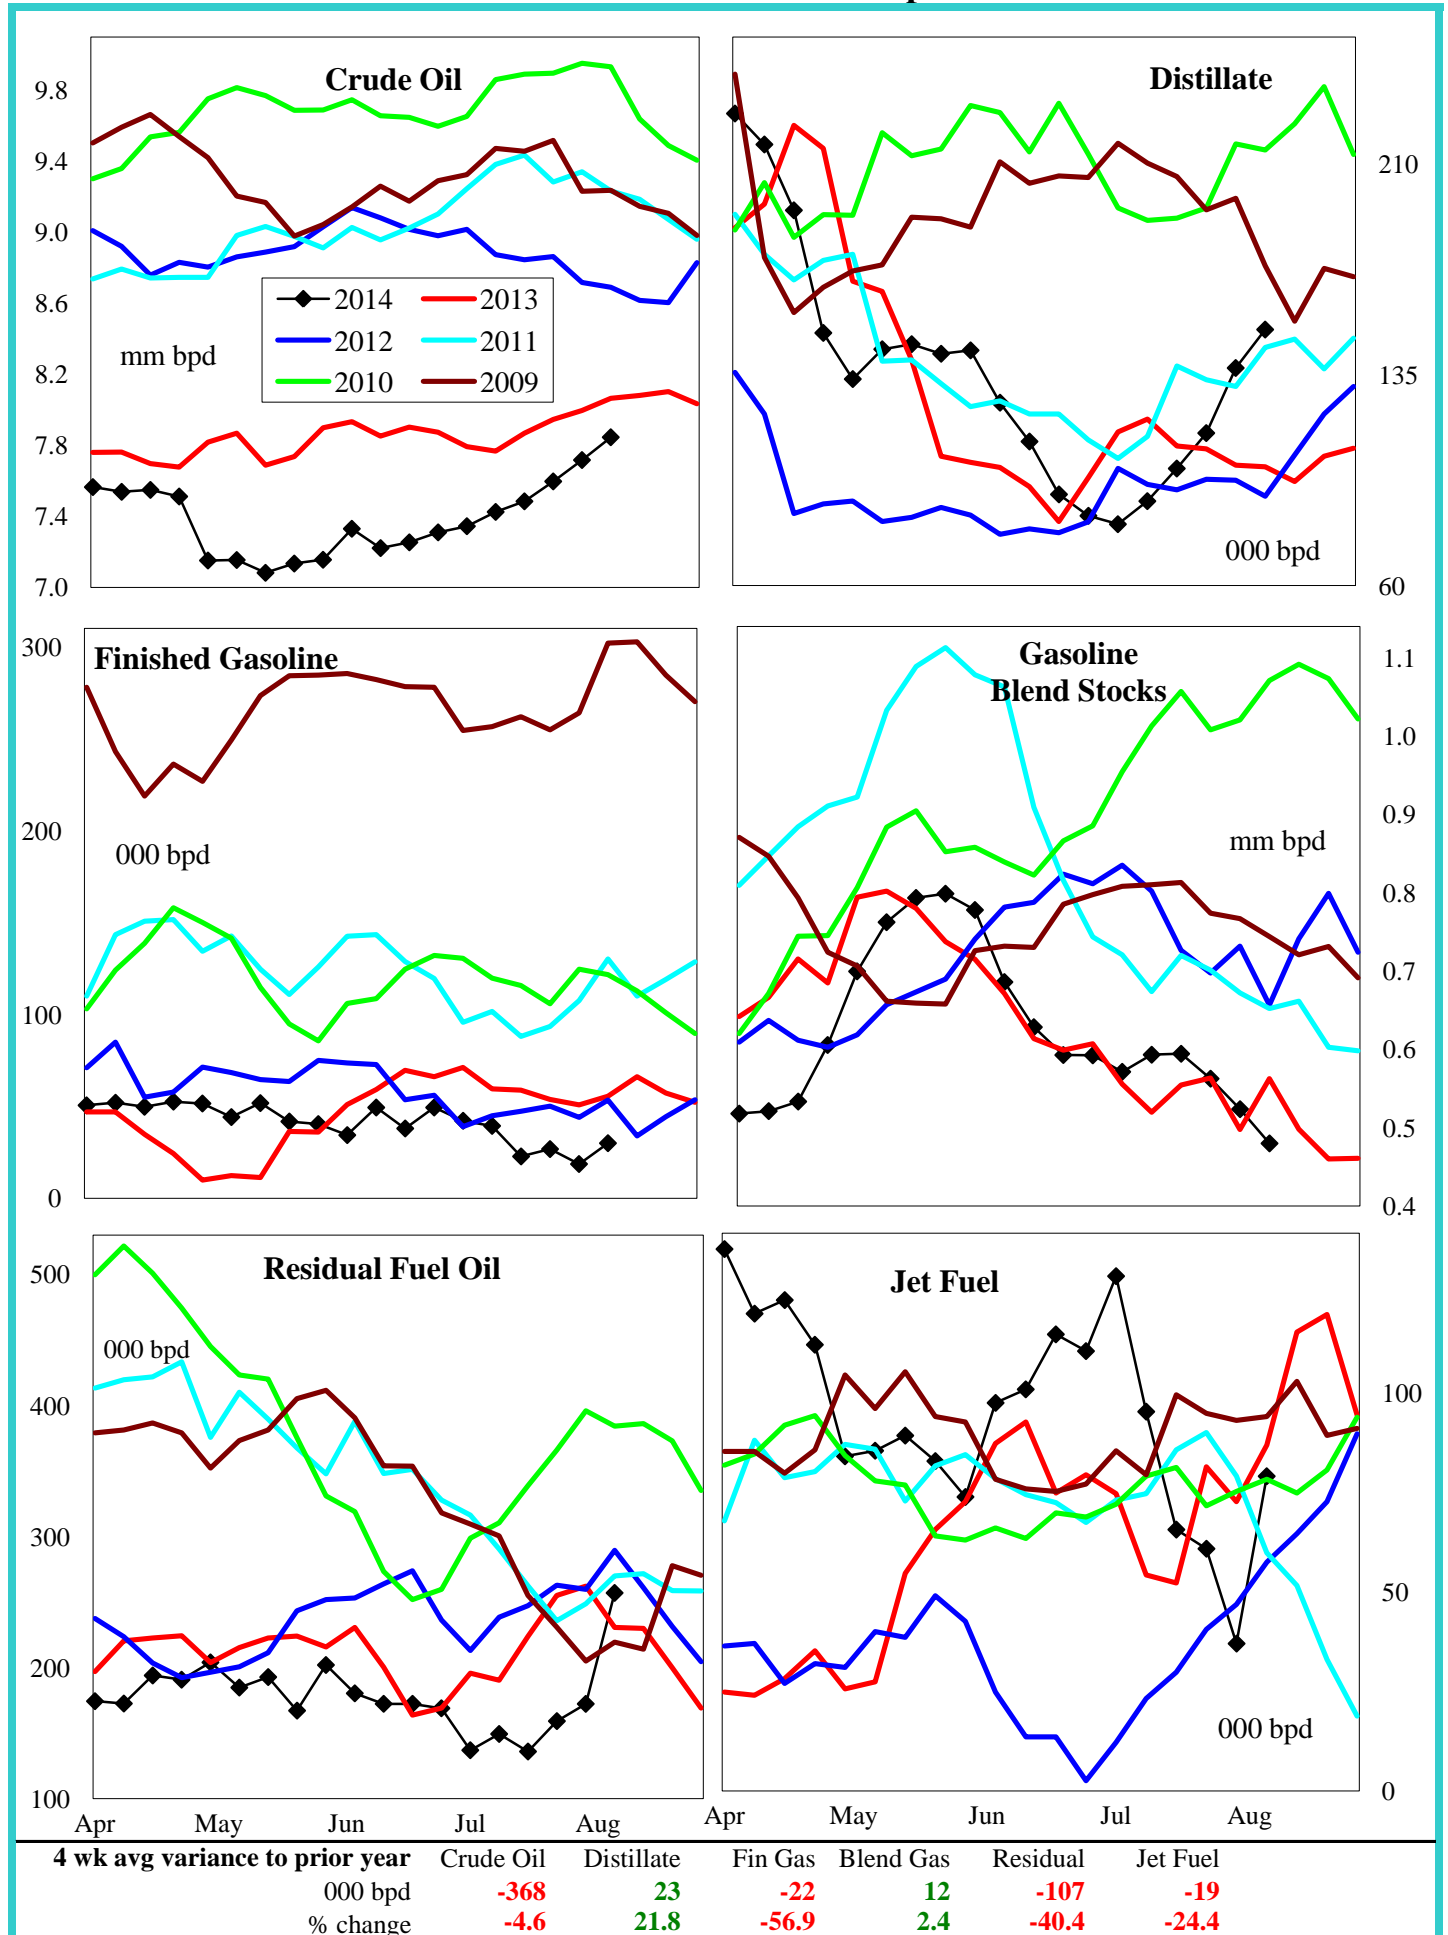 Crude Oil
9.8
9.4
9.0
8.6
8.2
7.8
7.4
7.0
mm bpd
2014 2013
2012 2011
2010 2009
Distillate
210
135
60
000 bpd
Finished Gasoline
300
200
100
0
000 bpd
Gasoline
Blend Stocks
1.1
1.0
0.9
0.8
0.7
0.6
0.5
0.4
mm bpd
Residual Fuel Oil
500
400
300
200
100
000 bpd
Apr May Jun Jul Aug
Jet Fuel
100
50
0
000 bpd
Apr May Jun Jul Aug
4 wk avg variance to prior year Crude Oil Distillate Fin Gas Blend Gas Residual Jet Fuel
000 bpd -368 23 -22 12 -107 -19
% change -4.6 21.8 -56.9 2.4 -40.4 -24.4